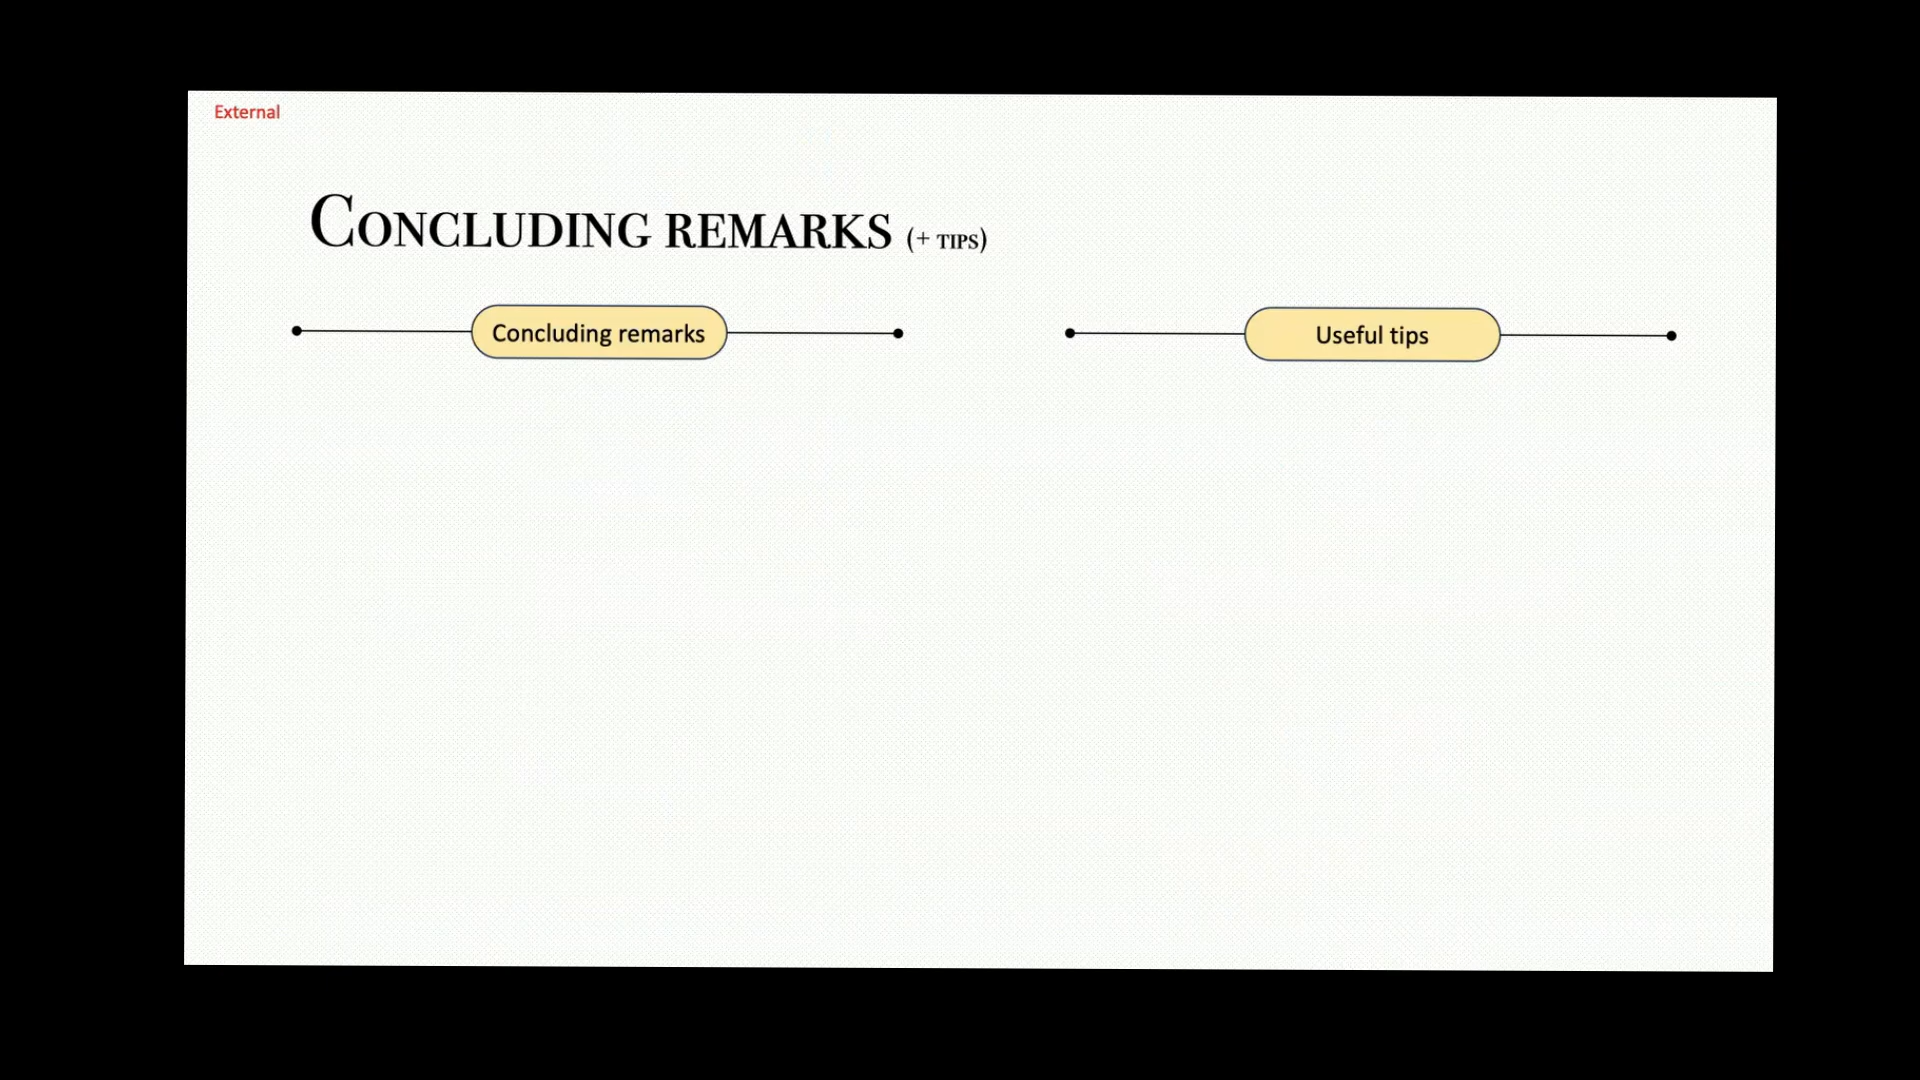 External
Concluding remarks (+ tips)
Concluding remarks
Useful tips